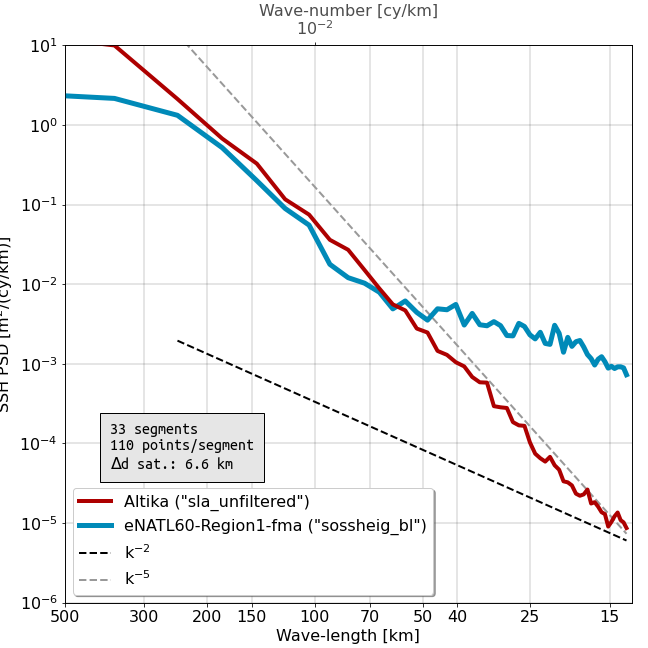 Wave-number [cy/km]
10⁻²
10¹
10⁰
10⁻¹
10⁻²
10⁻³
10⁻⁴
10⁻⁵
10⁻⁶
SSH PSD [m²/(cy/km)]
33 segments
110 points/segment
Δd sat.: 6.6 km
Altika ("sla_unfiltered")
eNATL60-Region1-fma ("sossheig_bl")
k⁻²
k⁻⁵
500 300 200 150 100 70 50 40 25 15
Wave-length [km]